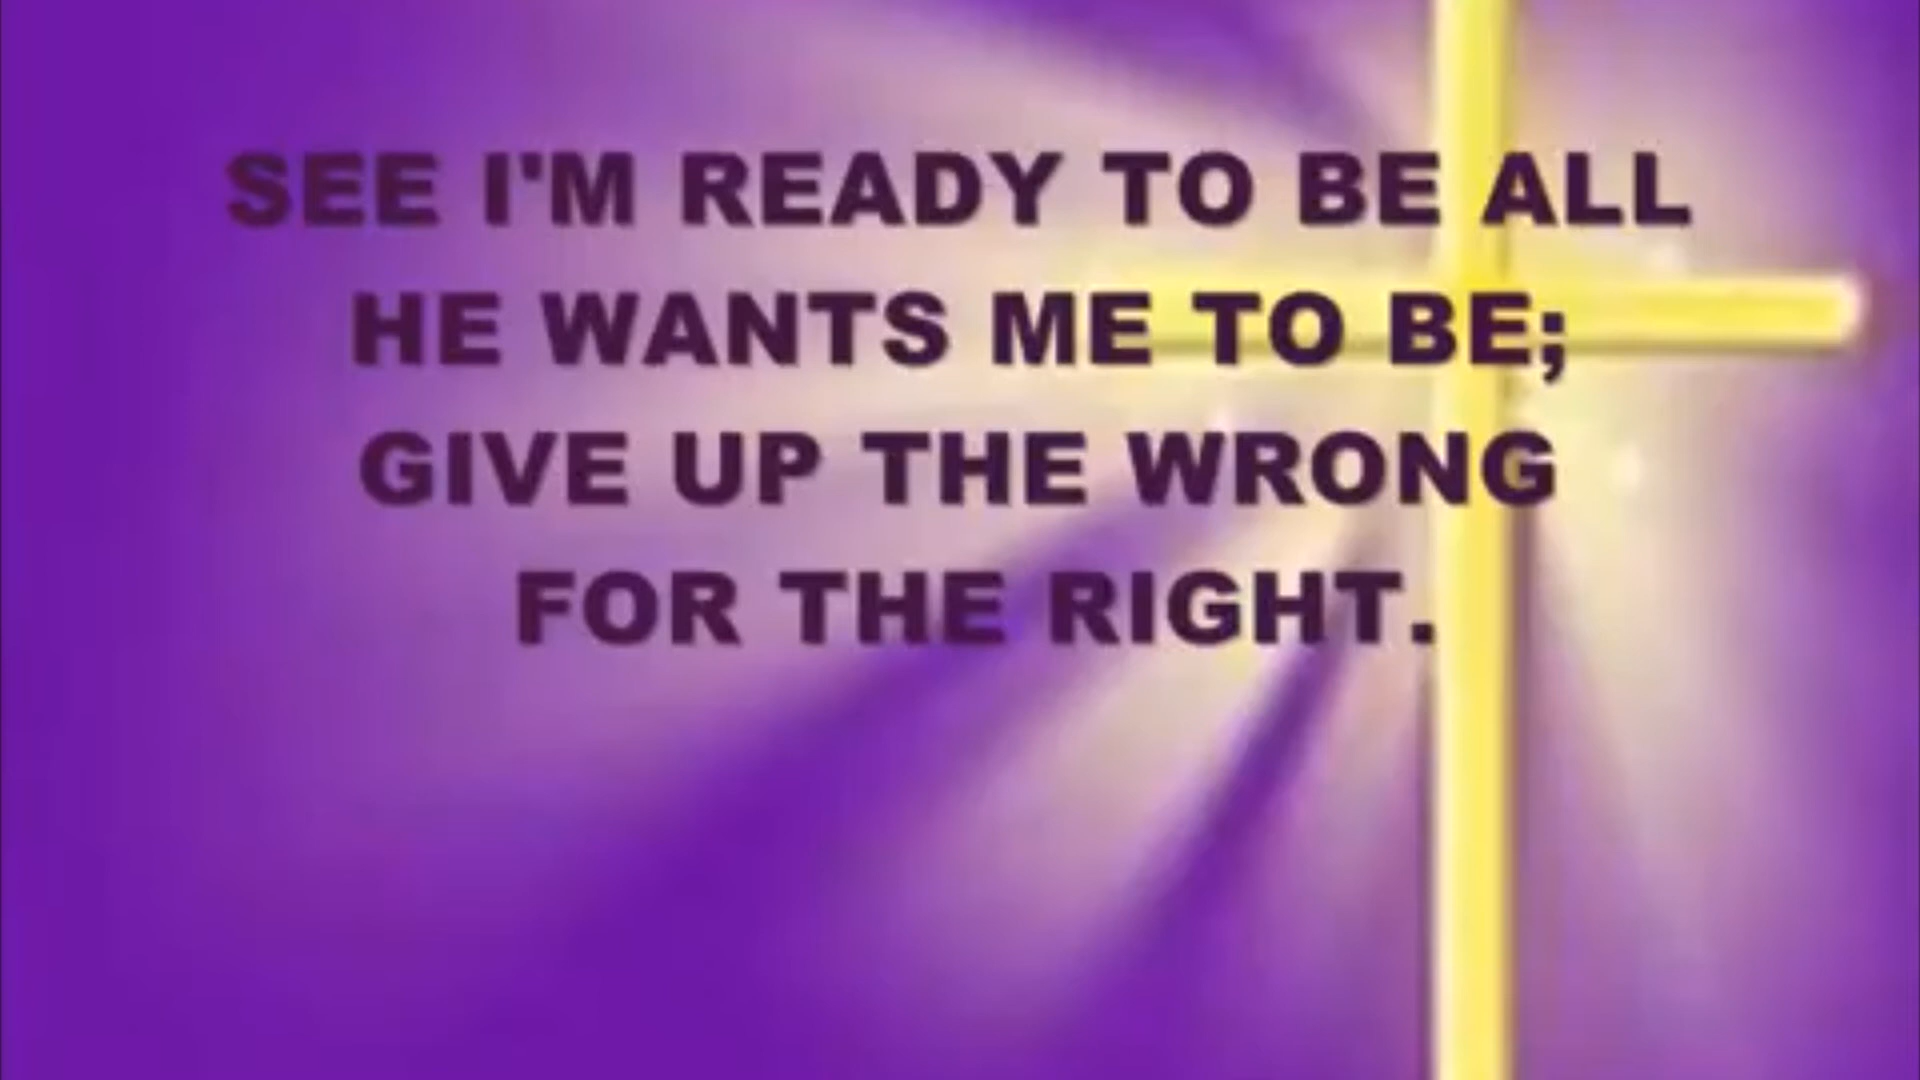 SEE I'M READY TO BE ALL
HE WANTS ME TO BE;
GIVE UP THE WRONG
FOR THE RIGHT.